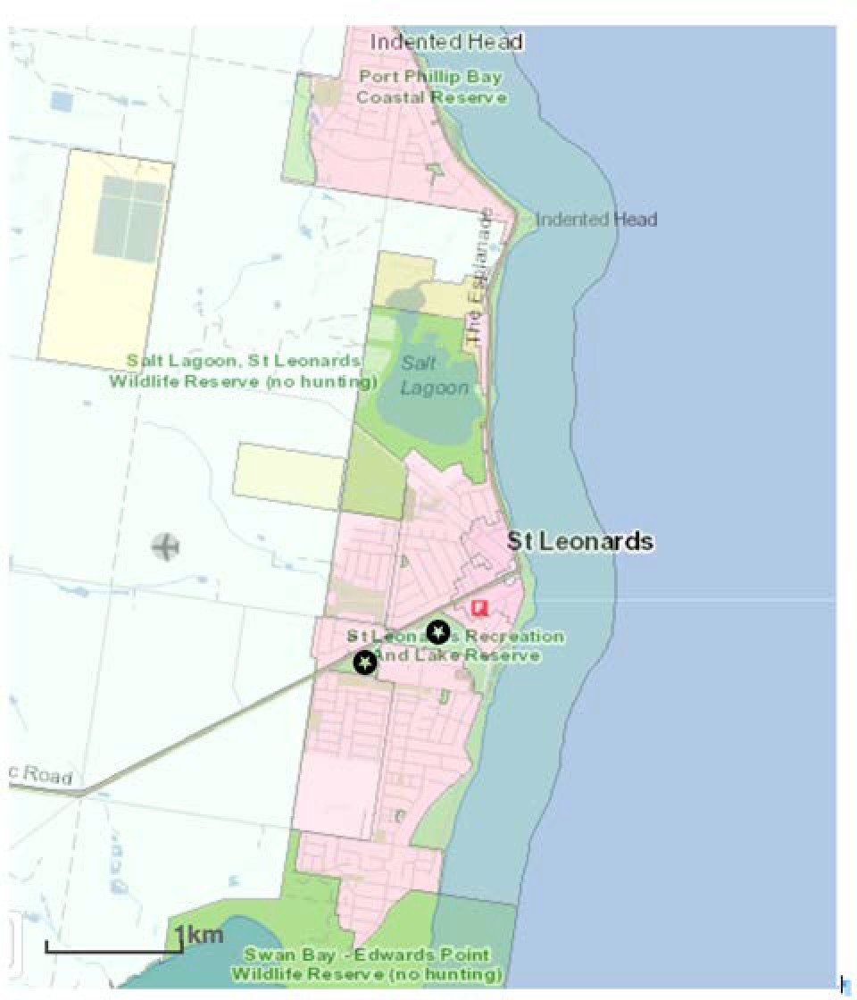 Indented Head
Port Phillip Bay
Coastal Reserve
Indented Head
The Esplanade
Salt Lagoon, St Leonards
Wildlife Reserve (no hunting)
Salt
Lagoon
St Leonards
St Recreation
And Lake Reserve
c Road
1km
Swan Bay - Edwards Point
Wildlife Reserve (no hunting)